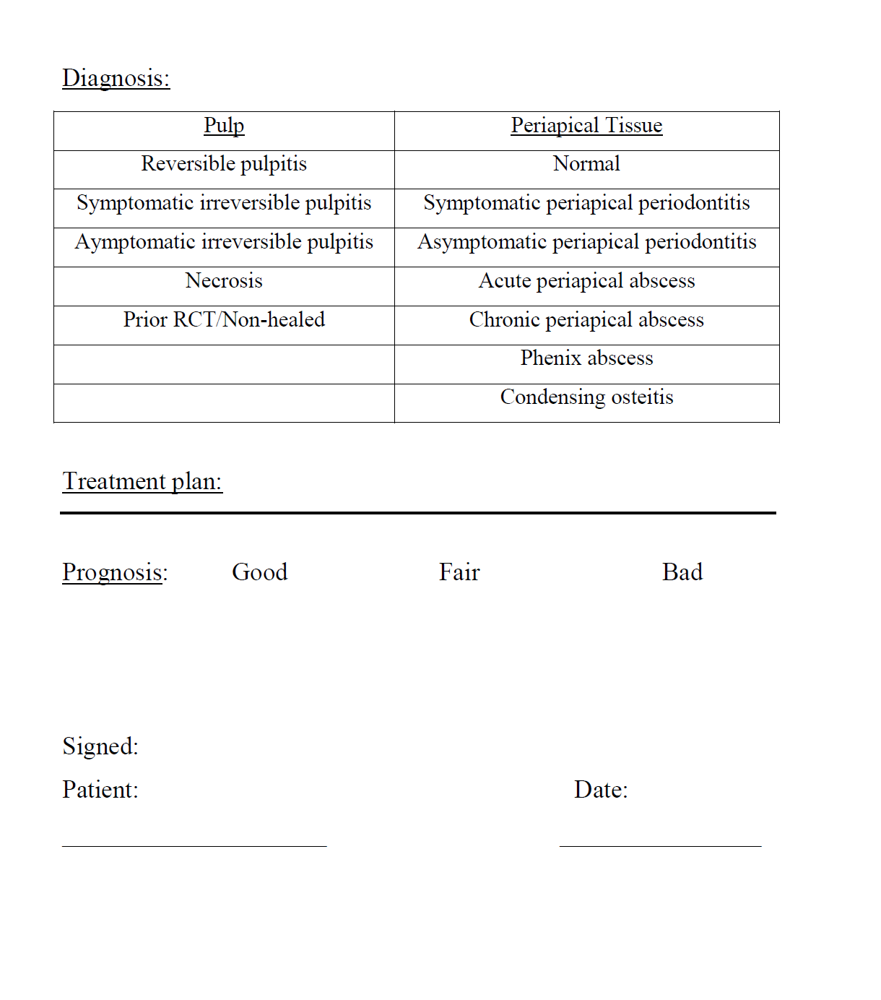 Diagnosis:
Pulp Periapical Tissue
Reversible pulpitis Normal
Symptomatic irreversible pulpitis Symptomatic periapical periodontitis
Aymptomatic irreversible pulpitis Asymptomatic periapical periodontitis
Necrosis Acute periapical abscess
Prior RCT/Non-healed Chronic periapical abscess
Phenix abscess
Condensing osteitis
Treatment plan:
Prognosis: Good Fair Bad
Signed:
Patient: Date: